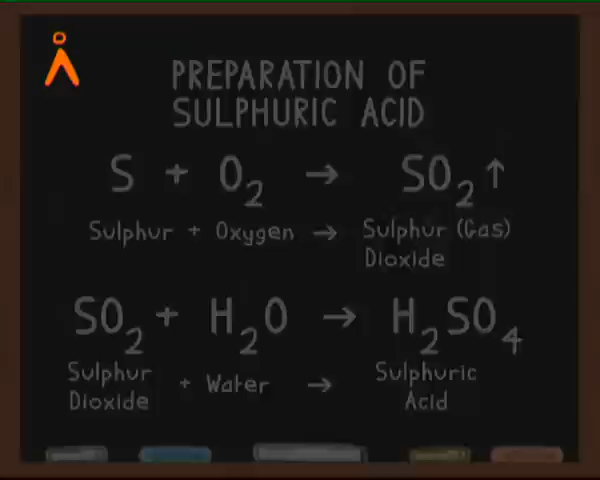 PREPARATION OF
SULPHURIC ACID
S + O₂ → SO₂↑
Sulphur + Oxygen → Sulphur (Gas)
Dioxide
SO₂ + H₂O → H₂SO₄
Sulphur Dioxide + Water → Sulphuric Acid